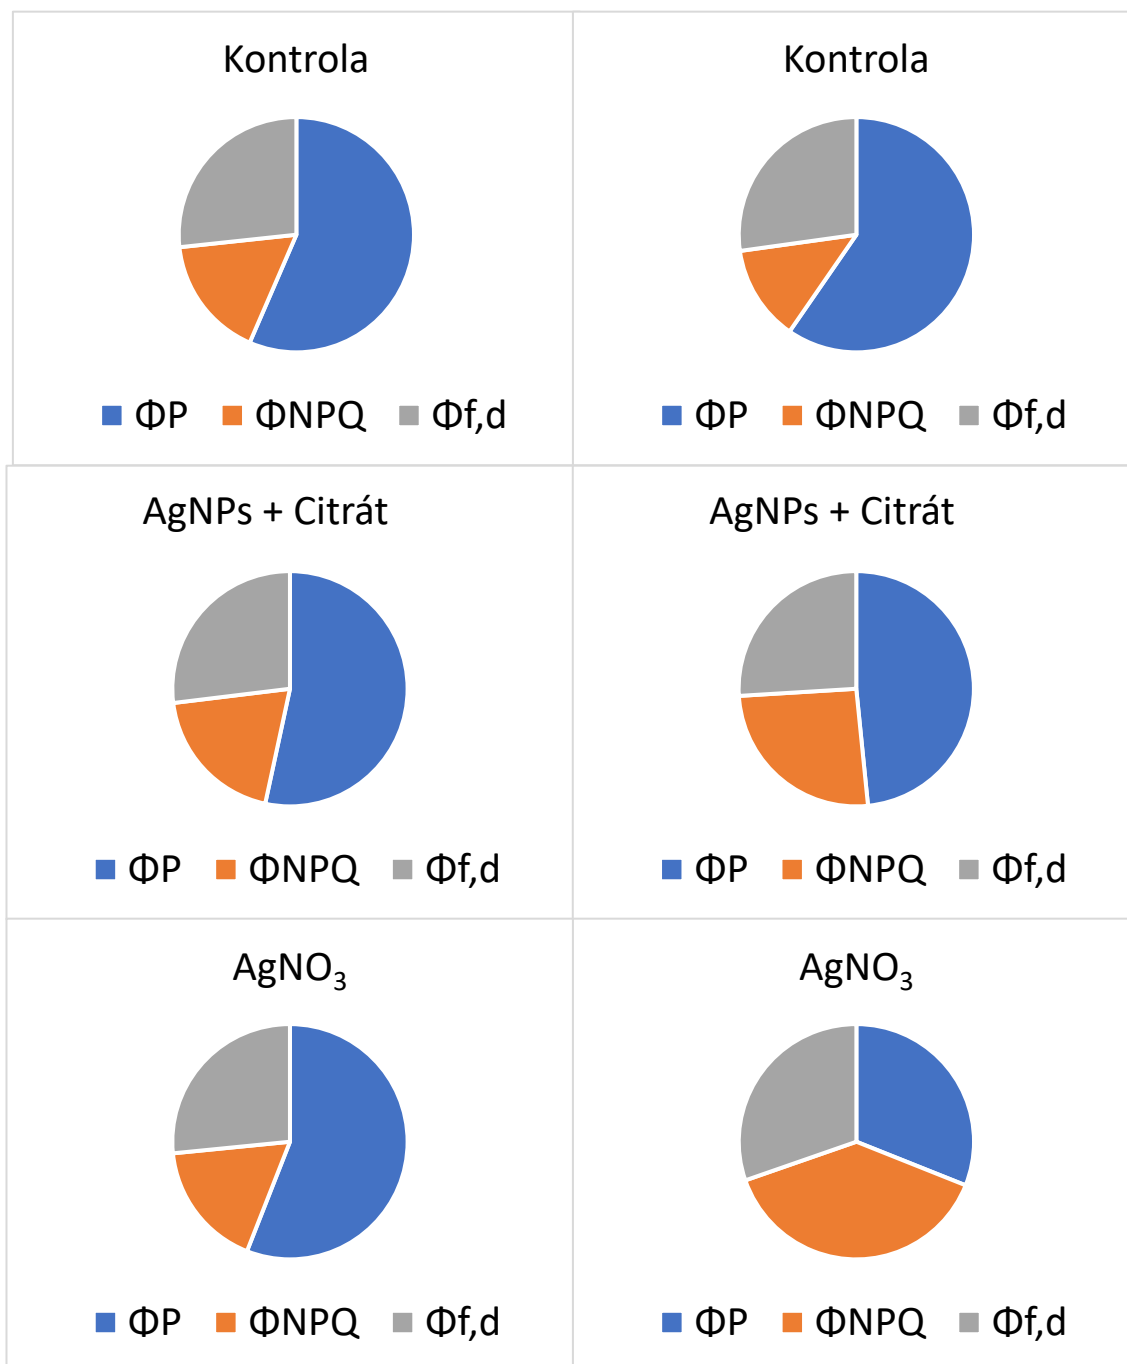 Kontrola
ΦP ΦNPQ Φf,d
Kontrola
ΦP ΦNPQ Φf,d
AgNPs + Citrát
ΦP ΦNPQ Φf,d
AgNPs + Citrát
ΦP ΦNPQ Φf,d
AgNO₃
ΦP ΦNPQ Φf,d
AgNO₃
ΦP ΦNPQ Φf,d